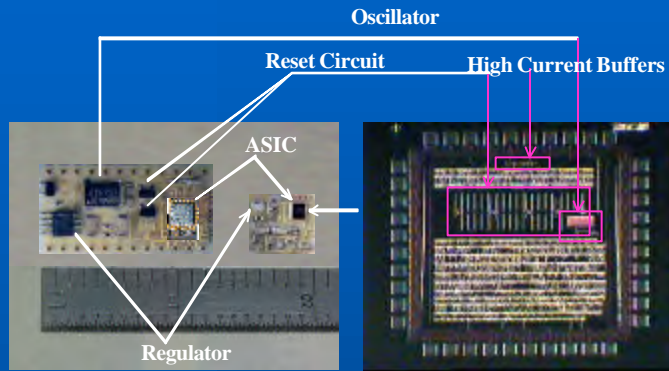 Oscillator
Reset Circuit
High Current Buffers
ASIC
Regulator